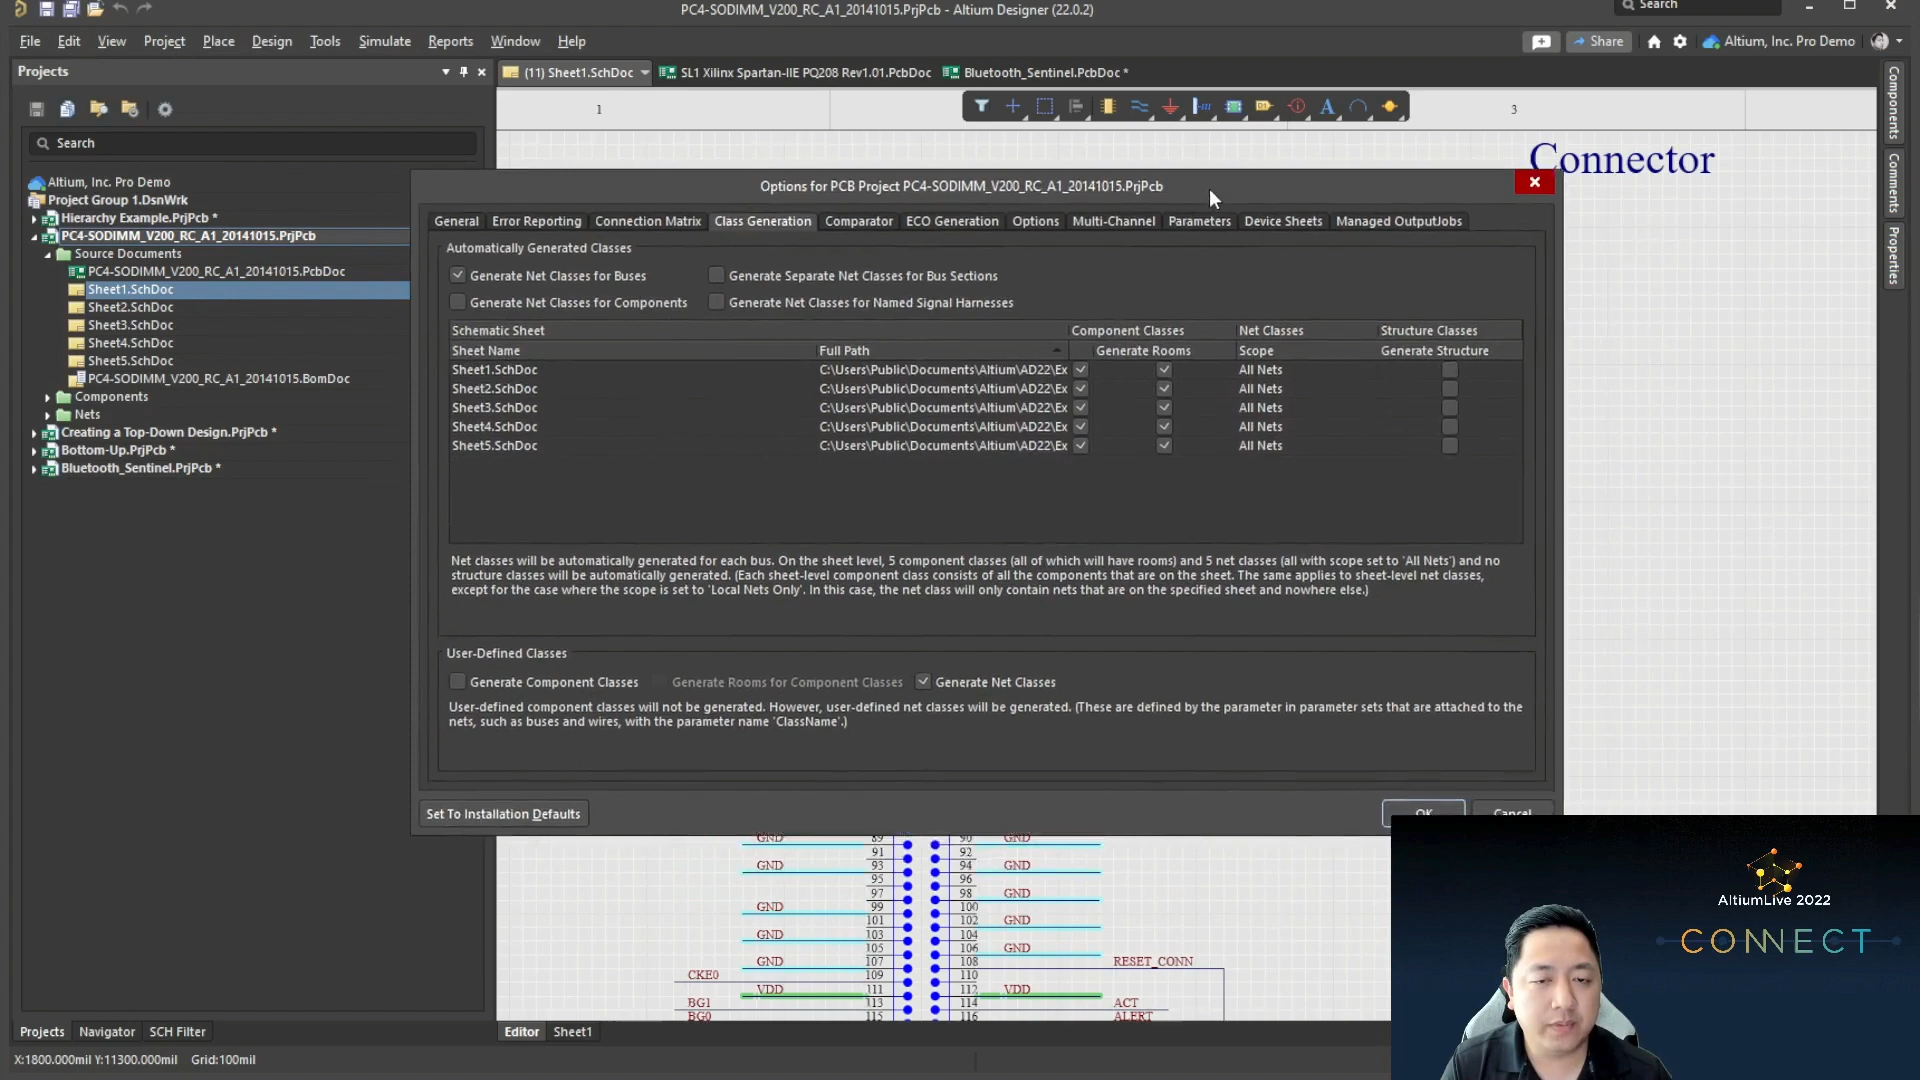 PC4-SODIMM_V200_RC_A1_20141015.PrjPcb - Altium Designer (22.0.2)
Search
File Edit View Project Place Design Tools Simulate Reports Window Help
Share
Altium, Inc. Pro Demo
Projects
(11) Sheet1.SchDoc
SL1 Xilinx Spartan-IIE PQ208 Rev1.01.PcbDoc
Bluetooth_Sentinel.PcbDoc *
1
3
Search
Connector
Components
Comments
Properties
Altium, Inc. Pro Demo
Project Group 1.DsnWrk
Hierarchy Example.PrjPcb *
PC4-SODIMM_V200_RC_A1_20141015.PrjPcb
Source Documents
PC4-SODIMM_V200_RC_A1_20141015.PcbDoc
Sheet1.SchDoc
Sheet2.SchDoc
Sheet3.SchDoc
Sheet4.SchDoc
Sheet5.SchDoc
PC4-SODIMM_V200_RC_A1_20141015.BomDoc
Components
Nets
Creating a Top-Down Design.PrjPcb *
Bottom-Up.PrjPcb *
Bluetooth_Sentinel.PrjPcb *
Options for PCB Project PC4-SODIMM_V200_RC_A1_20141015.PrjPcb
General Error Reporting Connection Matrix Class Generation Comparator ECO Generation Options Multi-Channel Parameters Device Sheets Managed OutputJobs
Automatically Generated Classes
Generate Net Classes for Buses Generate Separate Net Classes for Bus Sections
Generate Net Classes for Components Generate Net Classes for Named Signal Harnesses
Schematic Sheet Component Classes Net Classes Structure Classes
Sheet Name Full Path Generate Rooms Scope Generate Structure
Sheet1.SchDoc C:\Users\Public\Documents\Altium\AD22\Ex All Nets
Sheet2.SchDoc C:\Users\Public\Documents\Altium\AD22\Ex All Nets
Sheet3.SchDoc C:\Users\Public\Documents\Altium\AD22\Ex All Nets
Sheet4.SchDoc C:\Users\Public\Documents\Altium\AD22\Ex All Nets
Sheet5.SchDoc C:\Users\Public\Documents\Altium\AD22\Ex All Nets
Net classes will be automatically generated for each bus. On the sheet level, 5 component classes (all of which will have rooms) and 5 net classes (all with scope set to 'All Nets') and no
structure classes will be automatically generated. (Each sheet-level component class consists of all the components that are on the sheet. The same applies to sheet-level net classes,
except for the case where the scope is set to 'Local Nets Only'. In this case, the net class will only contain nets that are on the specified sheet and nowhere else.)
User-Defined Classes
Generate Component Classes Generate Rooms for Component Classes Generate Net Classes
User-defined component classes will not be generated. However, user-defined net classes will be generated. (These are defined by the parameter in parameter sets that are attached to the
nets, such as buses and wires, with the parameter name 'ClassName'.)
Set To Installation Defaults
OK Cancel
GND 89 90 GND
91 92
GND 93 94 GND
95 96
97 98 GND
GND 99 100
101 102 GND
GND 103 104
105 106 GND
GND 107 108 RESET_CONN
CKE0 109 110
VDD 111 112 VDD
BG1 113 114 ACT
BG0 115 116 ALERT
AltiumLive 2022
CONNECT
Projects Navigator SCH Filter
Editor Sheet1
X:1800.000mil Y:11300.000mil Grid:100mil